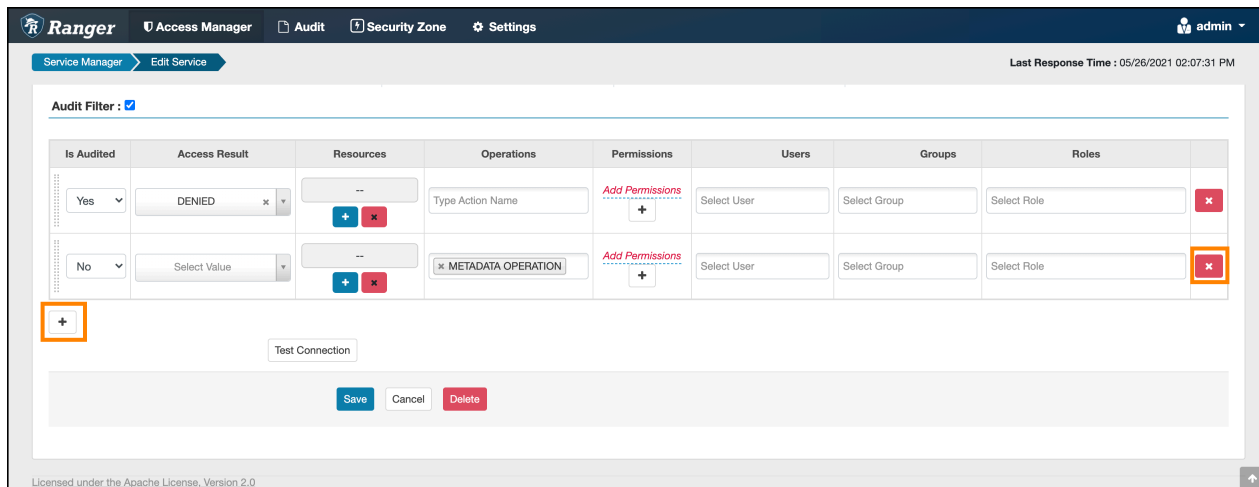 Ranger Access Manager Audit Security Zone Settings admin
Service Manager Edit Service Last Response Time : 05/26/2021 02:07:31 PM
Audit Filter :
Is Audited Access Result Resources Operations Permissions Users Groups Roles
Yes DENIED -- Type Action Name Add Permissions Select User Select Group Select Role
No Select Value -- METADATA OPERATION Add Permissions Select User Select Group Select Role
Test Connection
Save Cancel Delete
Licensed under the Apache License, Version 2.0